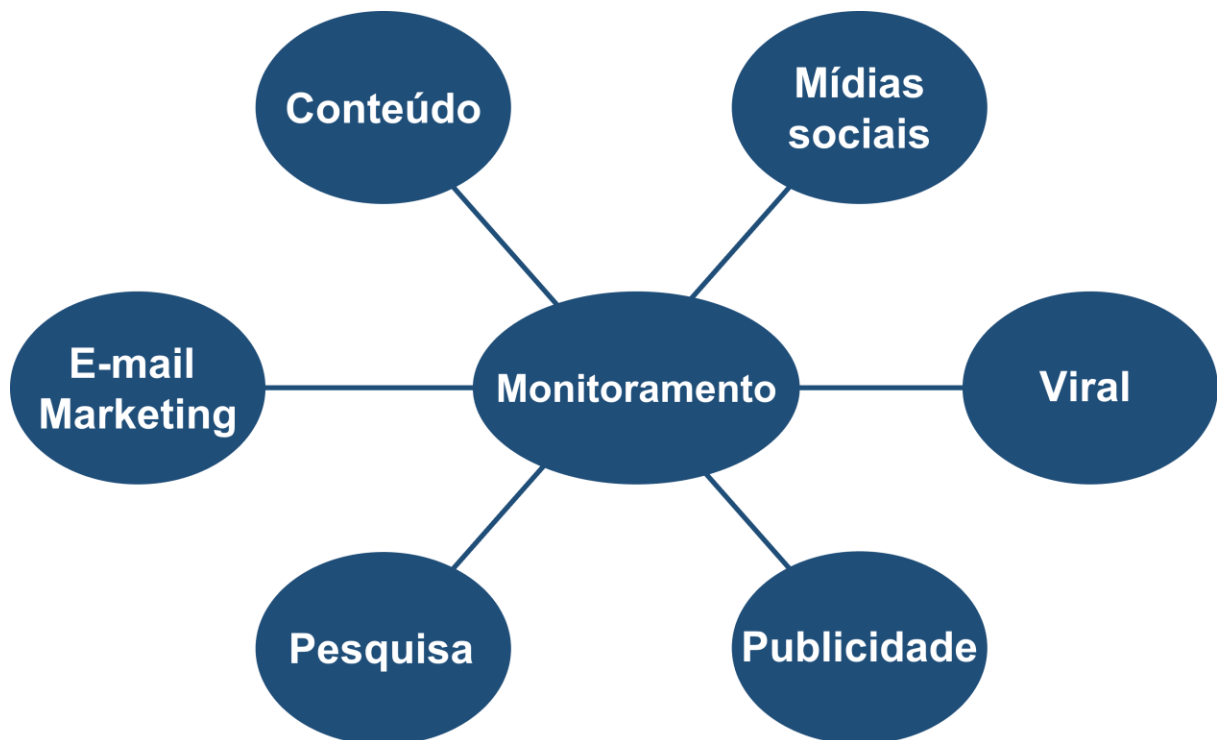 Conteúdo
Mídias
sociais
E-mail
Marketing
Monitoramento
Viral
Pesquisa
Publicidade